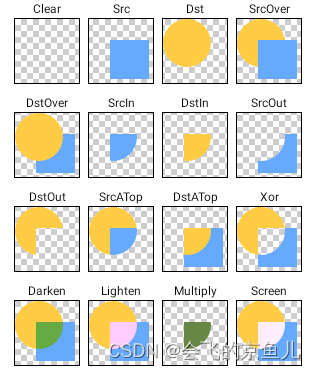 Clear Src Dst SrcOver
DstOver SrcIn DstIn SrcOut
DstOut SrcATop DstATop Xor
Darken Lighten Multiply Screen
CSDN @会飞的京鱼儿